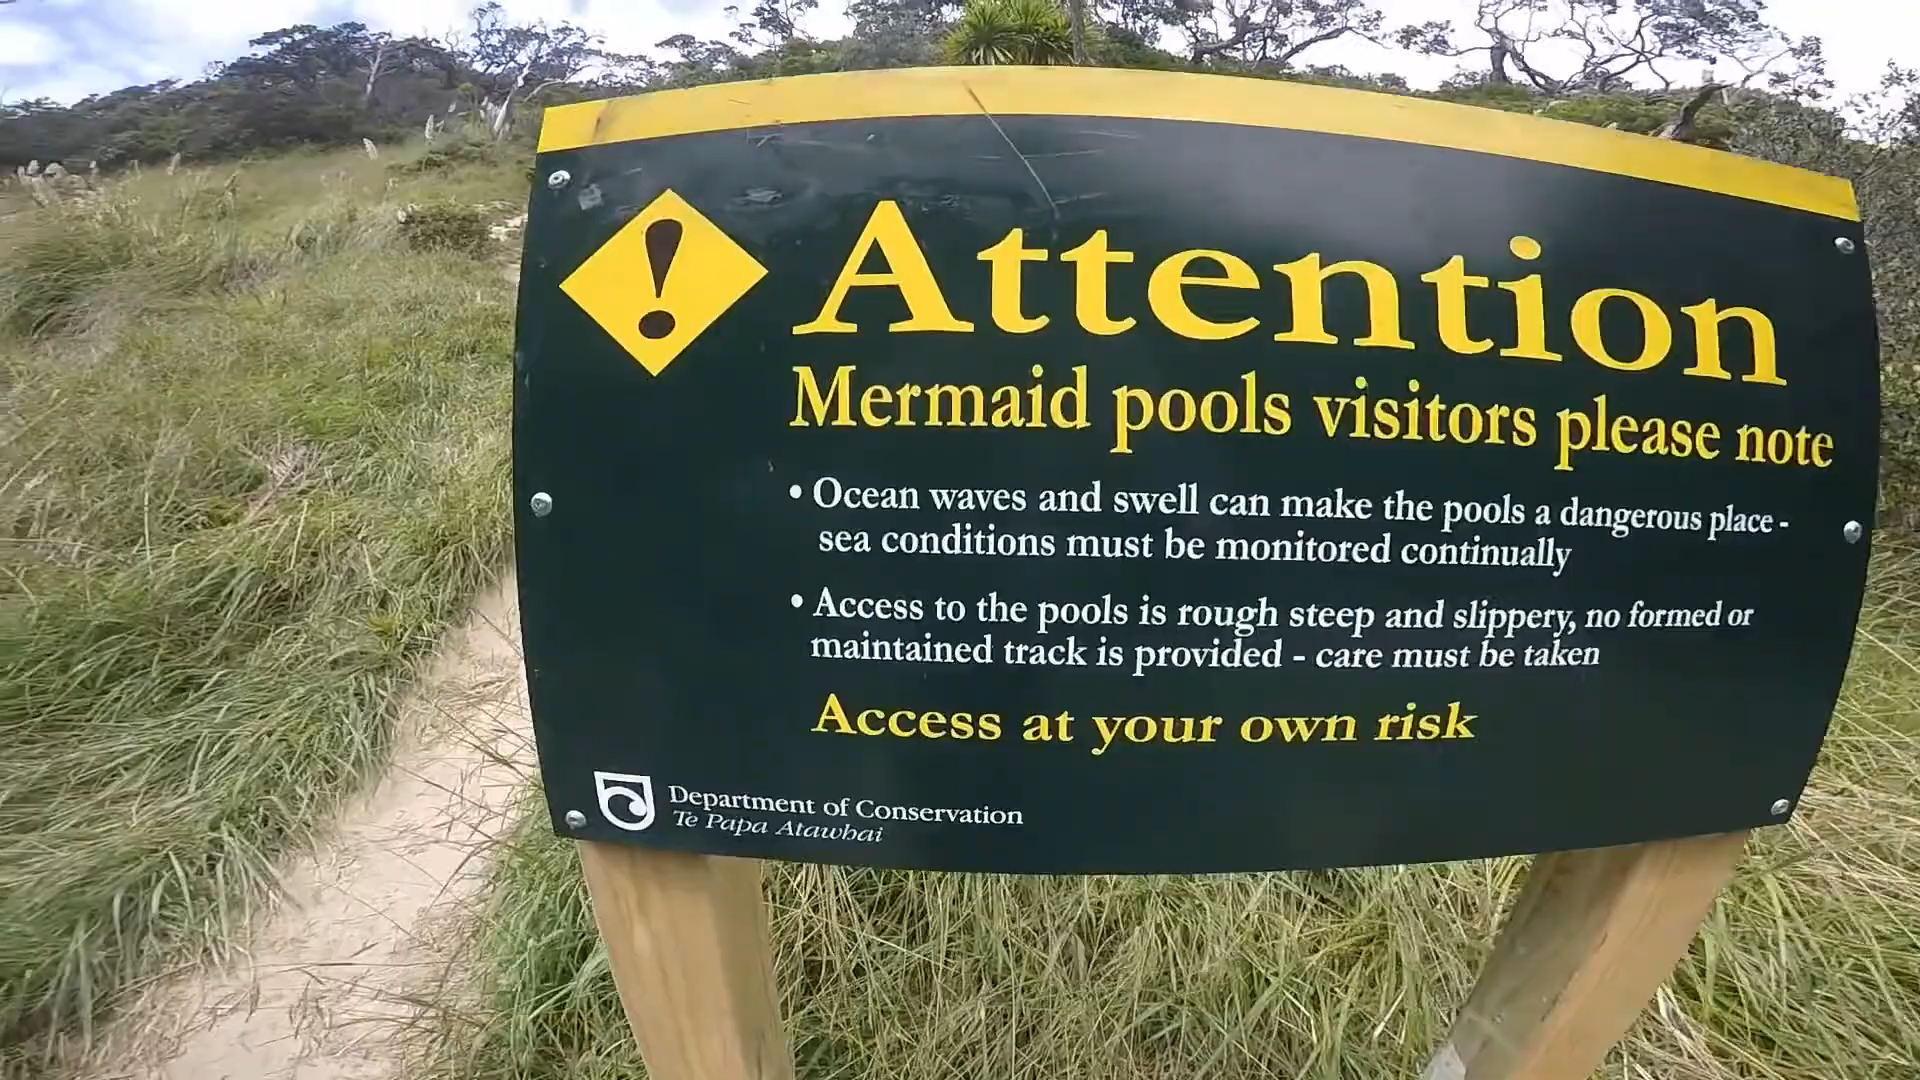 !
Attention
Mermaid pools visitors please note
• Ocean waves and swell can make the pools a dangerous place -
sea conditions must be monitored continually
• Access to the pools is rough steep and slippery, no formed or
maintained track is provided - care must be taken
Access at your own risk
Department of Conservation
Te Papa Atawhai